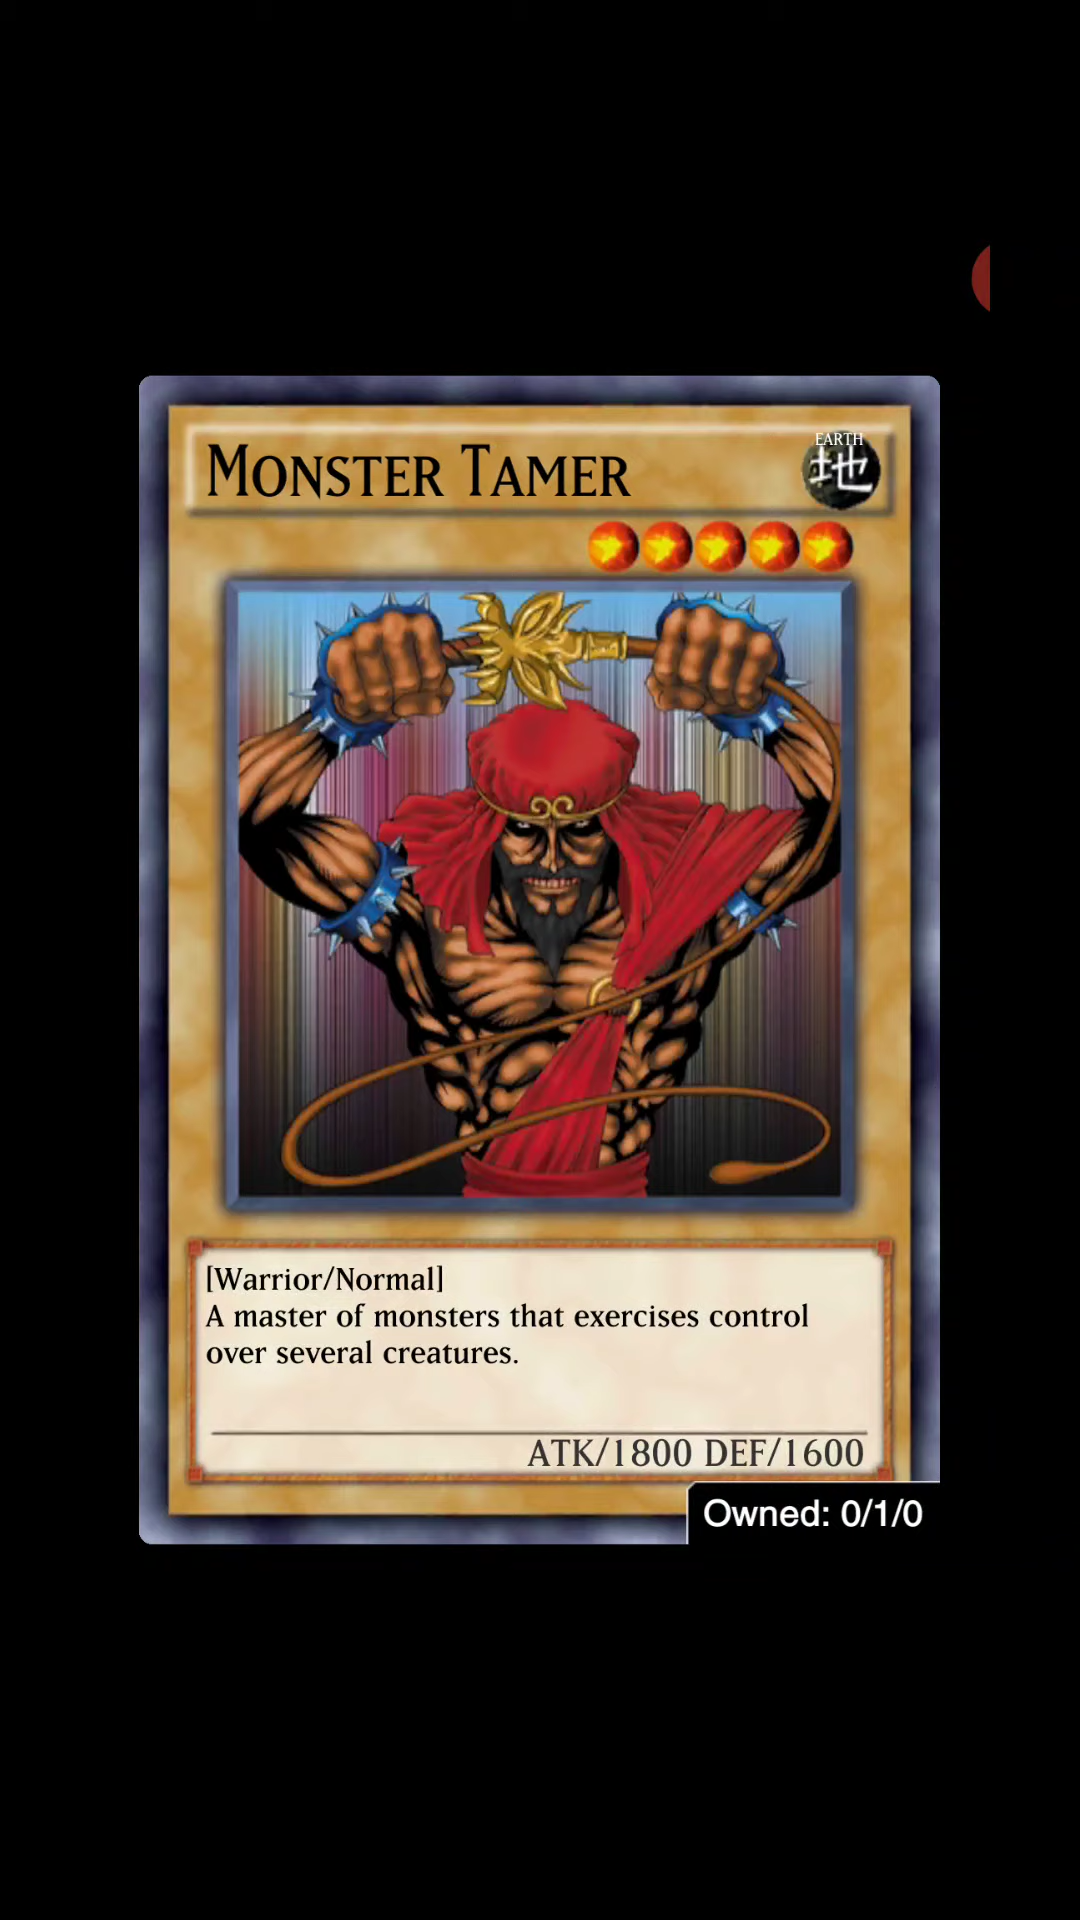 MONSTER TAMER
EARTH
地
[Warrior/Normal]
A master of monsters that exercises control
over several creatures.
ATK/1800 DEF/1600
Owned: 0/1/0